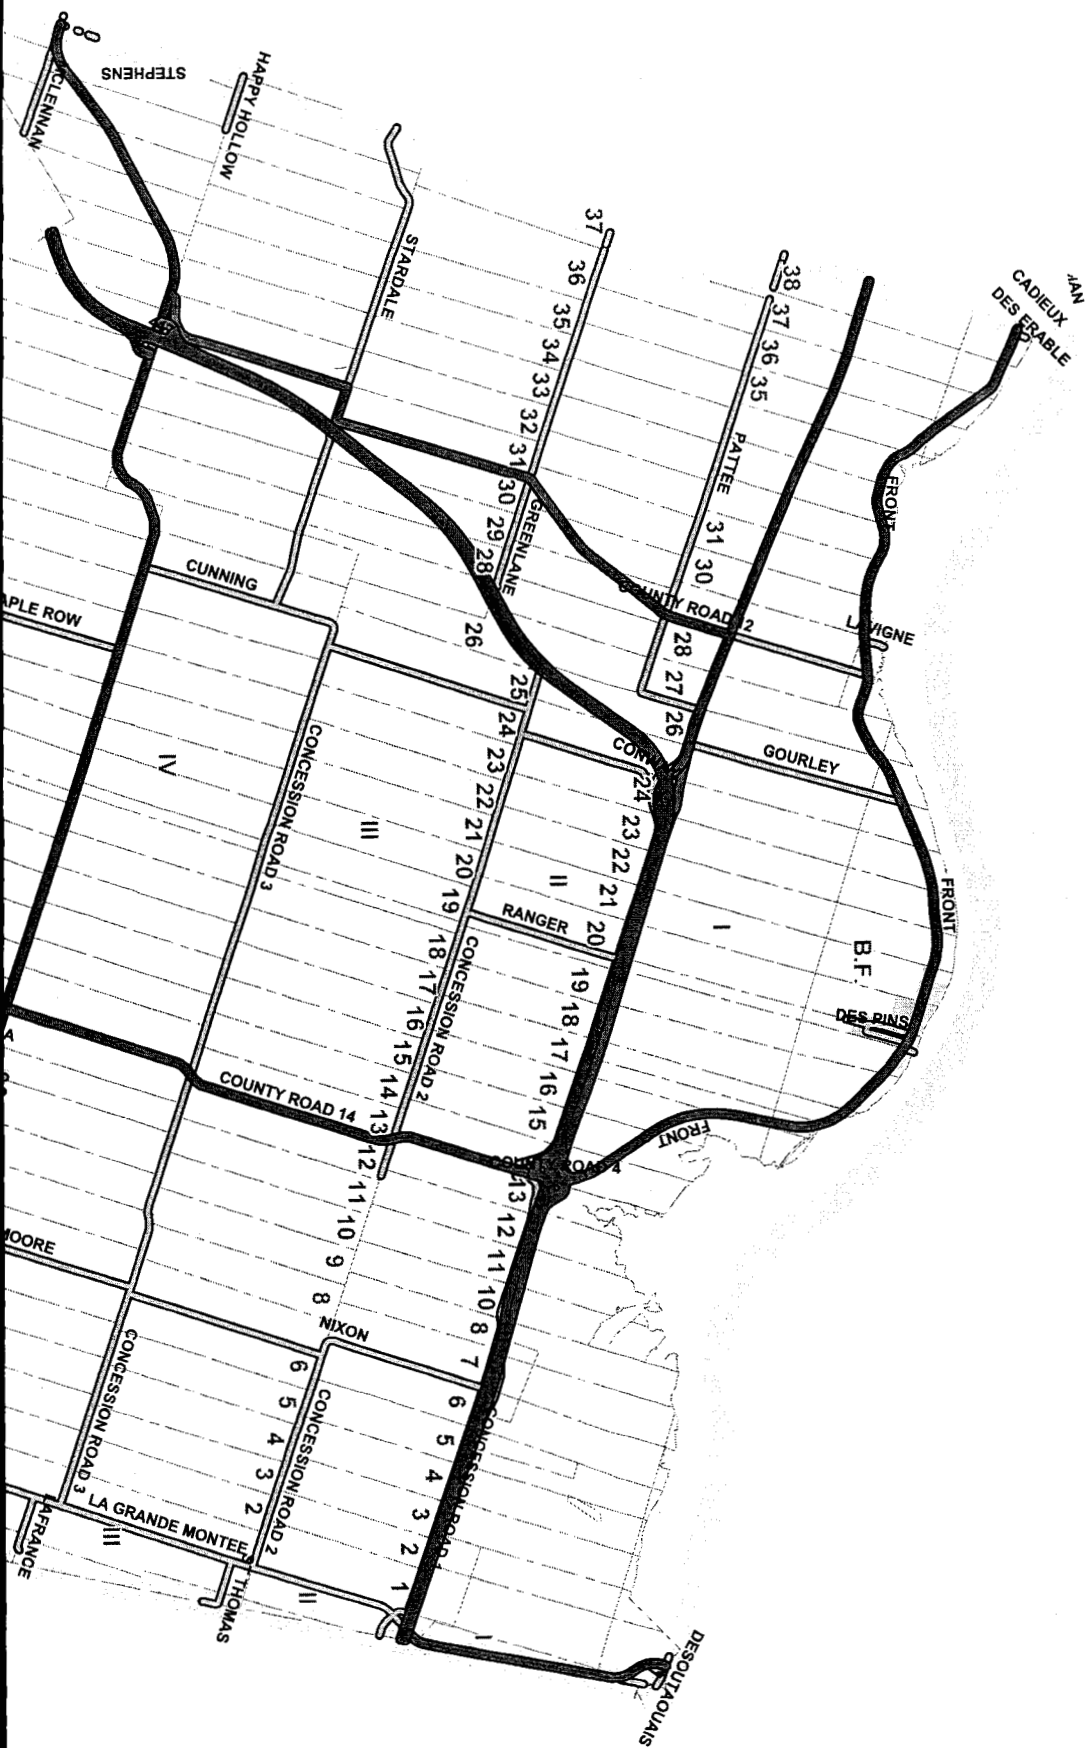 8
STEPHENS
HAPPY HOLLOW
STARDALE
CADIEUX
DES ERABLE
FRONT
LAVIGNE
COUNTY ROAD 12
PATTEE
GREENLANE
CUNNING
GOURLEY
FRONT
B.F.
DES PINS
FRONT
I
II
III
IV
RANGER
CONCESSION ROAD 3
CONCESSION ROAD 2
COUNTY ROAD 14
COUNTY ROAD 4
NIXON
CONCESSION ROAD 1
CONCESSION ROAD 2
CONCESSION ROAD 3
LA GRANDE MONTEE
LAFRANCE
THOMAS
DESOUTAOUAIS
I
II
III
38
37
36
35
31
30
28
27
26
24
23
22
21
20
19
18
17
16
15
13
12
11
10
8
7
6
5
4
3
2
1
37
36
35
34
33
32
31
30
29
28
26
25
24
23
22
21
20
19
18
17
16
15
14
13
12
11
10
9
8
6
5
4
3
2